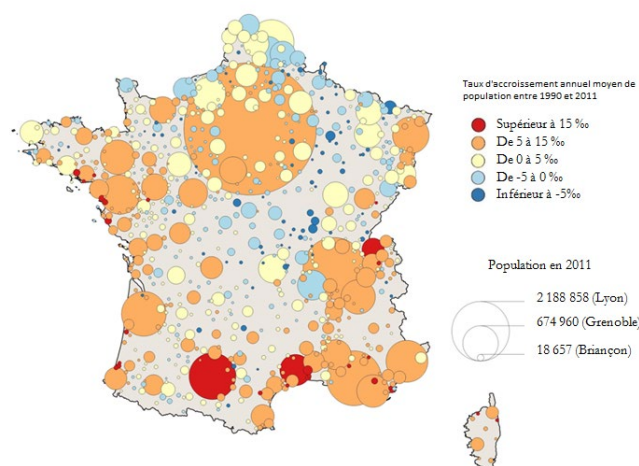 Taux d'accroissement annuel moyen de
population entre 1990 et 2011
Supérieur à 15 ‰
De 5 à 15 ‰
De 0 à 5 ‰
De -5 à 0 ‰
Inférieur à -5‰
Population en 2011
2 188 858 (Lyon)
674 960 (Grenoble)
18 657 (Briançon)